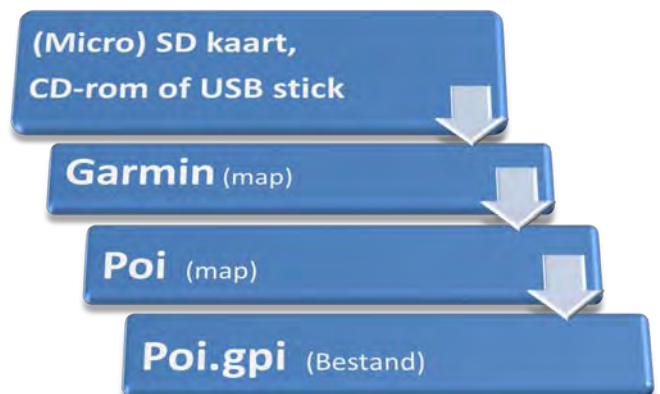 (Micro) SD kaart,
CD-rom of USB stick
Garmin (map)
Poi (map)
Poi.gpi (Bestand)